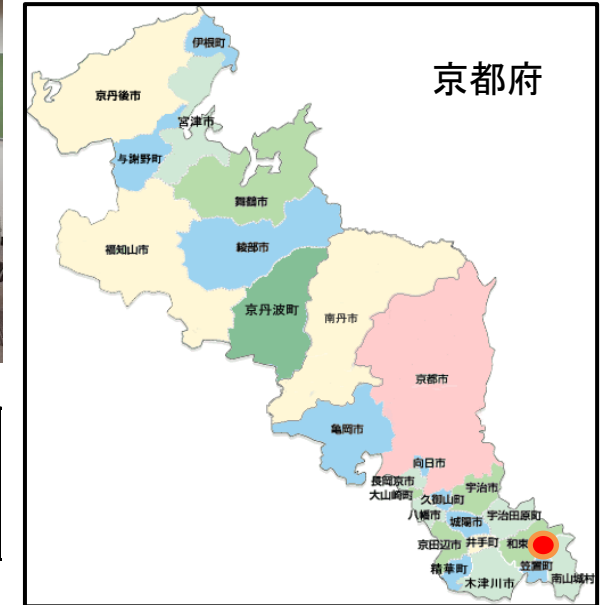 京都府
伊根町
京丹後市
宮津市
与謝野町
舞鶴市
福知山市
綾部市
京丹波町
南丹市
京都市
亀岡市
向日市
長岡京市
大山崎町
宇治市
久御山町
八幡市
宇治田原町
城陽市
京田辺市
井手町
和束
笠置町
精華町
木津川市
南山城村